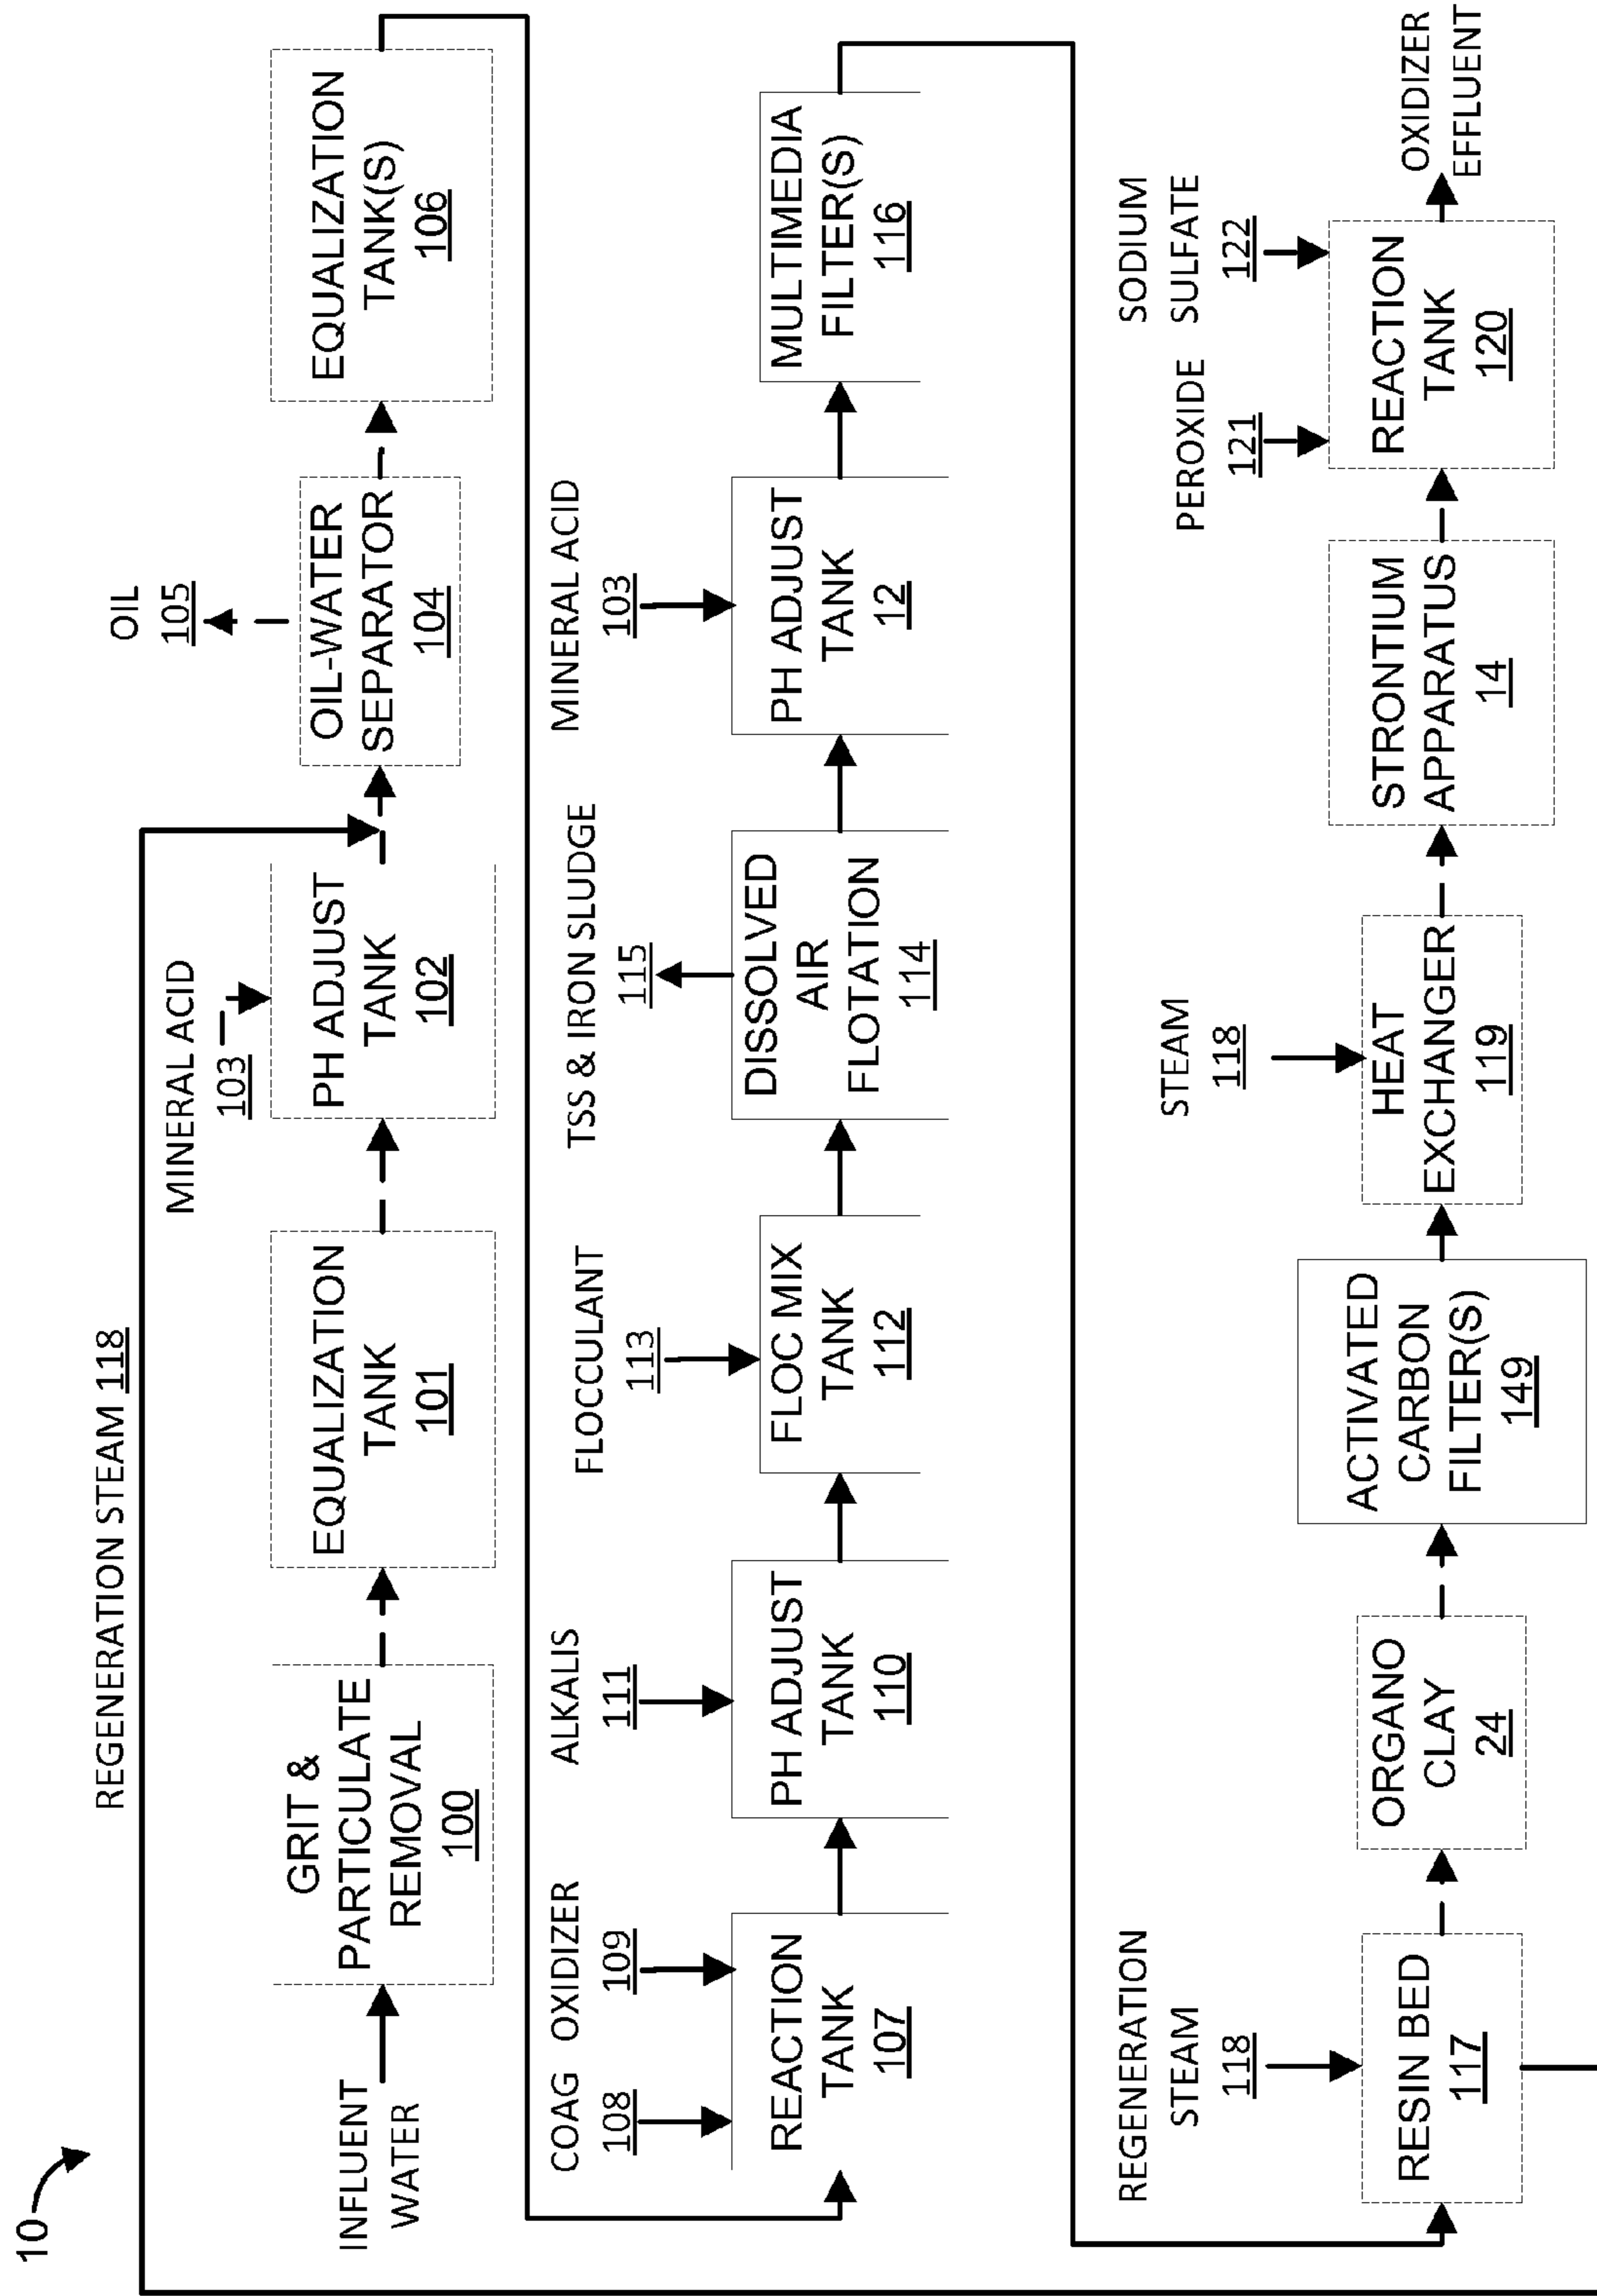 10
REGENERATION STEAM 118
INFLUENT
WATER
GRIT &
PARTICULATE
REMOVAL
100
EQUALIZATION
TANK
101
MINERAL ACID
103
PH ADJUST
TANK
102
OIL
105
OIL-WATER
SEPARATOR
104
EQUALIZATION
TANK(S)
106
COAG
108
OXIDIZER
109
REACTION
TANK
107
ALKALIS
111
PH ADJUST
TANK
110
FLOCCULANT
113
FLOC MIX
TANK
112
TSS & IRON SLUDGE
115
DISSOLVED
AIR
FLOTATION
114
MINERAL ACID
103
PH ADJUST
TANK
12
MULTIMEDIA
FILTER(S)
116
REGENERATION
STEAM
118
RESIN BED
117
ORGANO
CLAY
24
ACTIVATED
CARBON
FILTER(S)
149
STEAM
118
HEAT
EXCHANGER
119
STRONTIUM
APPARATUS
14
PEROXIDE
121
SODIUM
SULFATE
122
REACTION
TANK
120
OXIDIZER
EFFLUENT